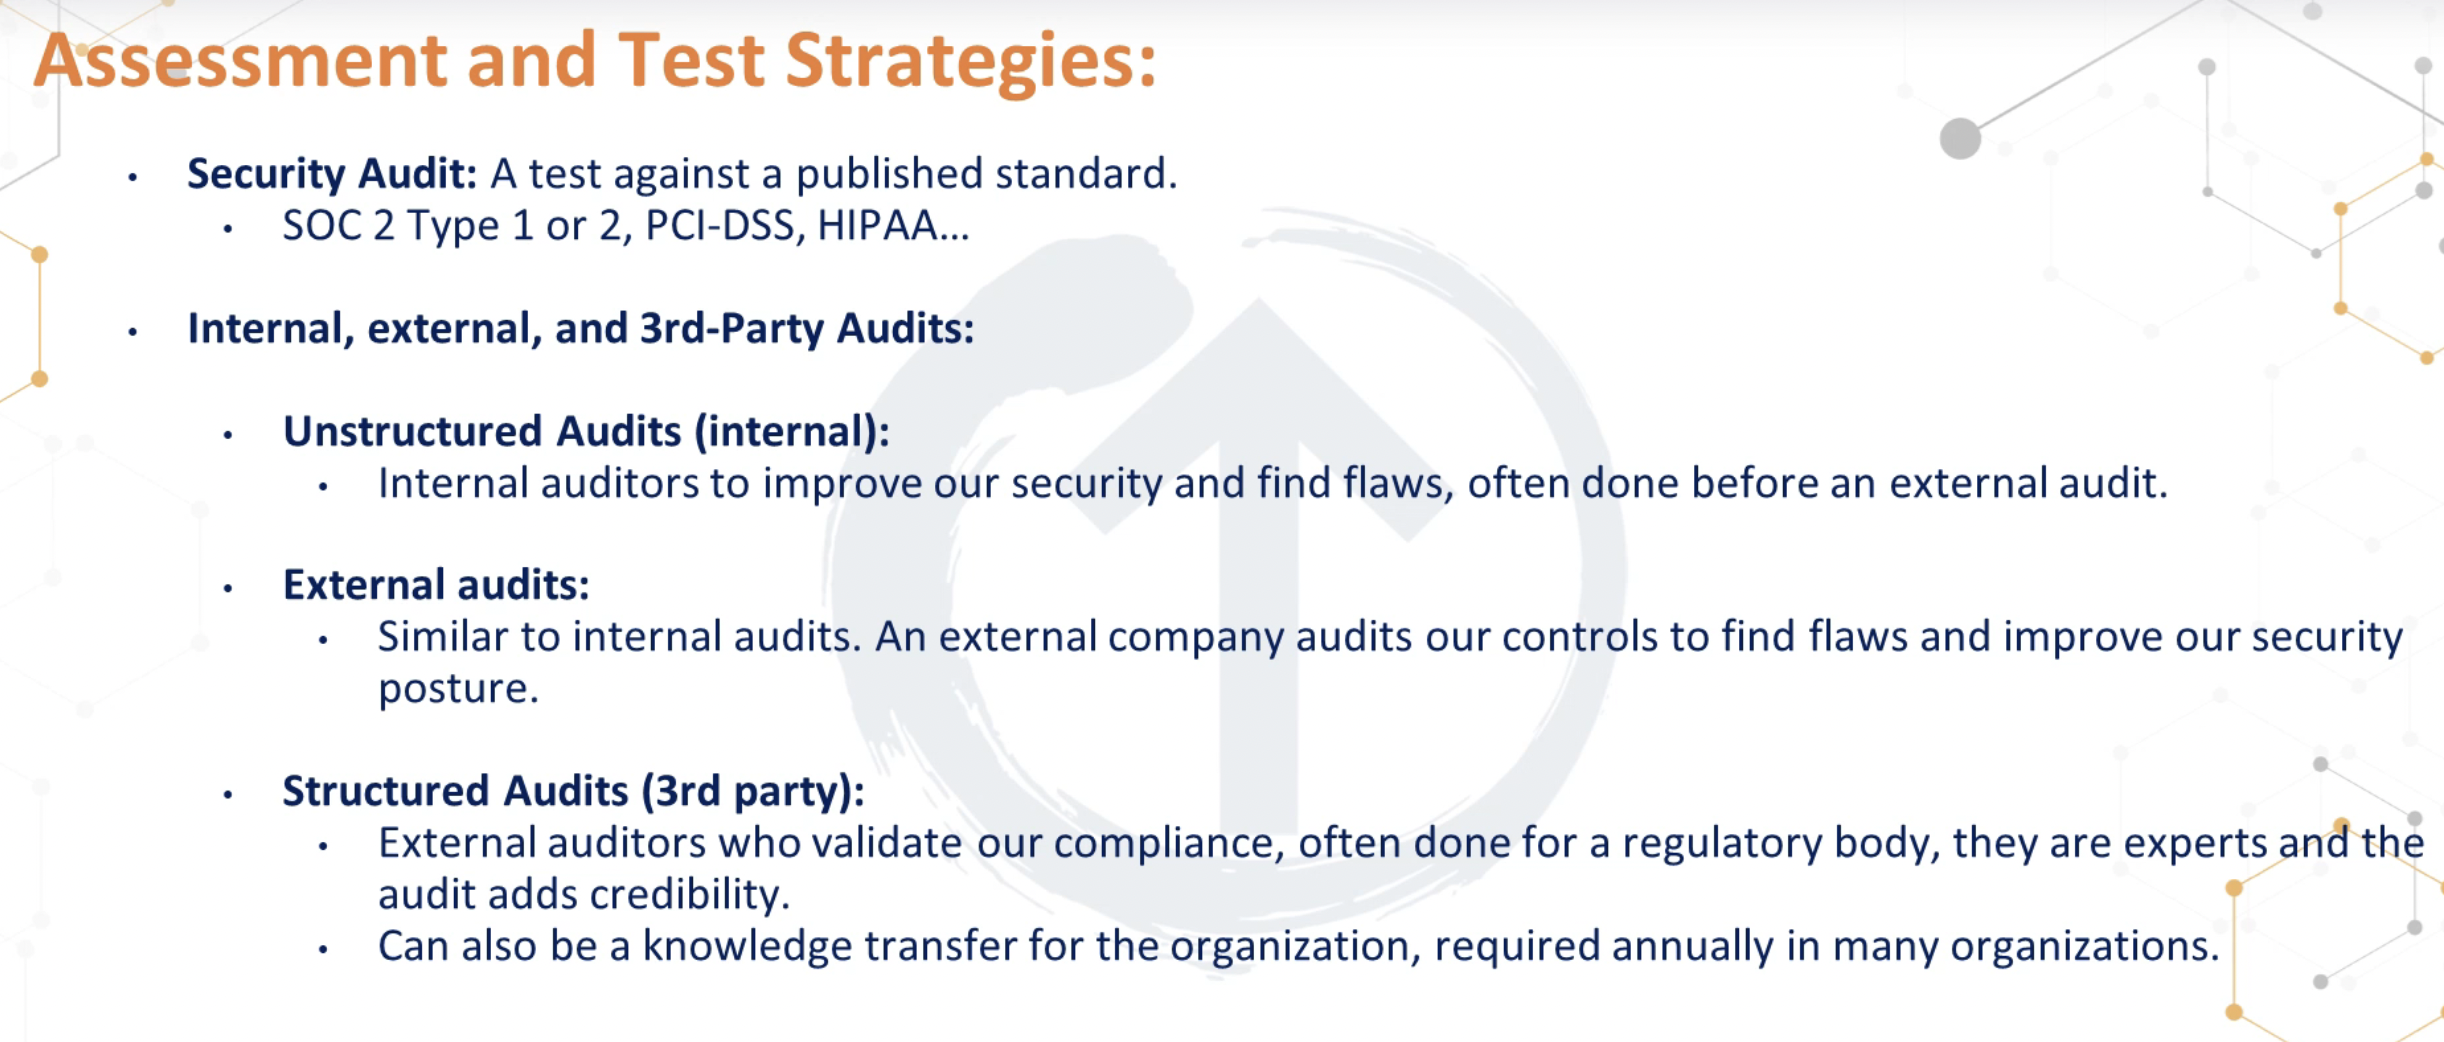 Assessment and Test Strategies:
• Security Audit: A test against a published standard.
• SOC 2 Type 1 or 2, PCI-DSS, HIPAA...
• Internal, external, and 3rd-Party Audits:
• Unstructured Audits (internal):
• Internal auditors to improve our security and find flaws, often done before an external audit.
• External audits:
• Similar to internal audits. An external company audits our controls to find flaws and improve our security
posture.
• Structured Audits (3rd party):
• External auditors who validate our compliance, often done for a regulatory body, they are experts and the
audit adds credibility.
• Can also be a knowledge transfer for the organization, required annually in many organizations.